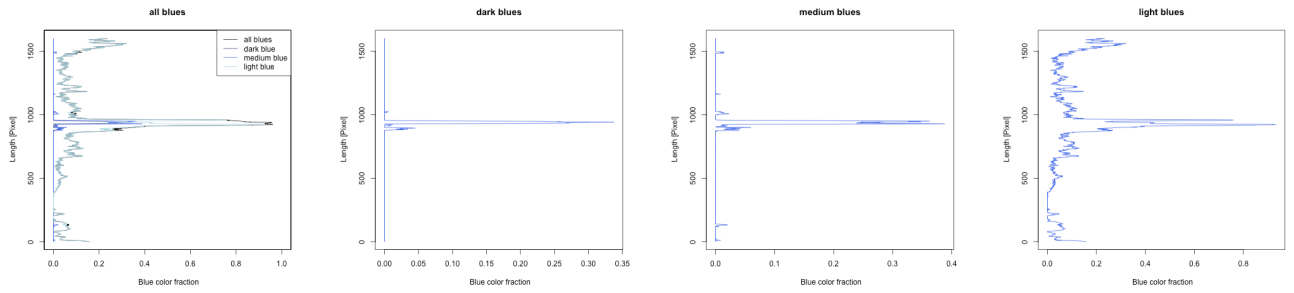 all blues
dark blues
medium blues
light blues
all blues
dark blue
medium blue
light blue
Length [Pixel]
0
500
1000
1500
0.0
0.2
0.4
0.6
0.8
1.0
Blue color fraction
Length [Pixel]
0
500
1000
1500
0.00
0.05
0.10
0.15
0.20
0.25
0.30
0.35
Blue color fraction
Length [Pixel]
0
500
1000
1500
0.0
0.1
0.2
0.3
0.4
Blue color fraction
Length [Pixel]
0
500
1000
1500
0.0
0.2
0.4
0.6
0.8
Blue color fraction